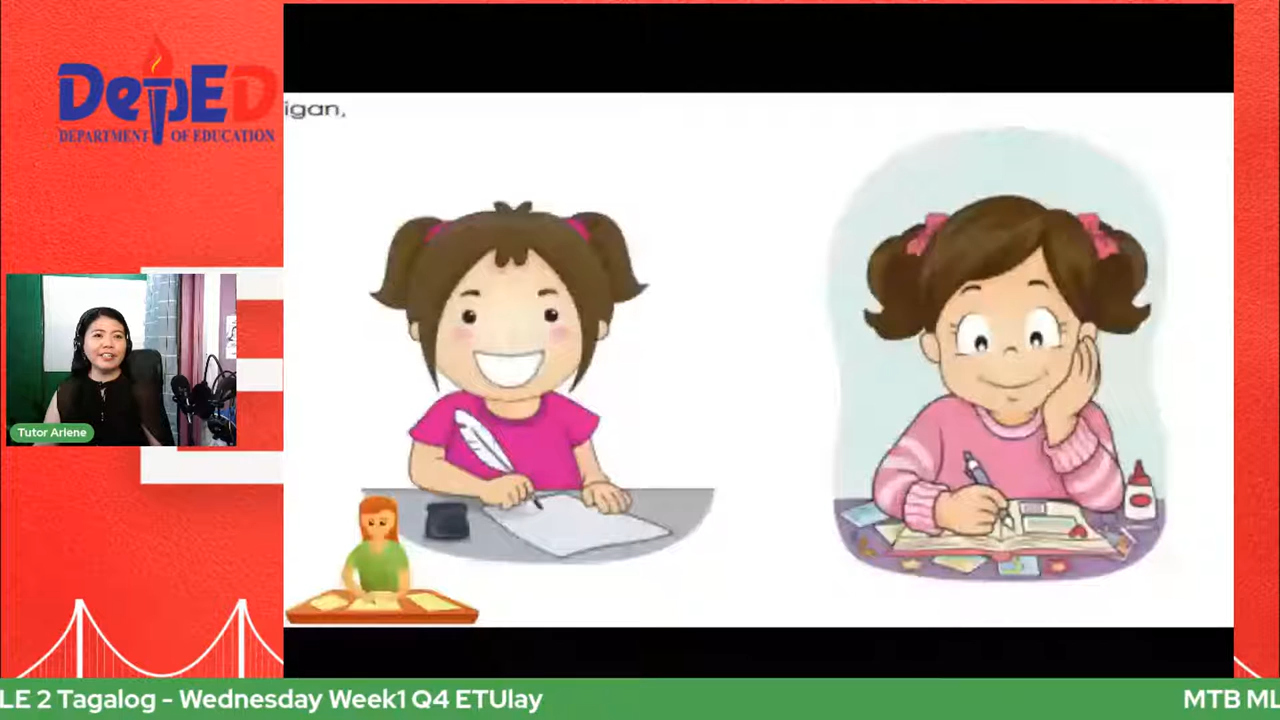 DepED
DEPARTMENT OF EDUCATION
igan,
Tutor Arlene
LE 2 Tagalog - Wednesday Week1 Q4 ETUlay
MTB ML